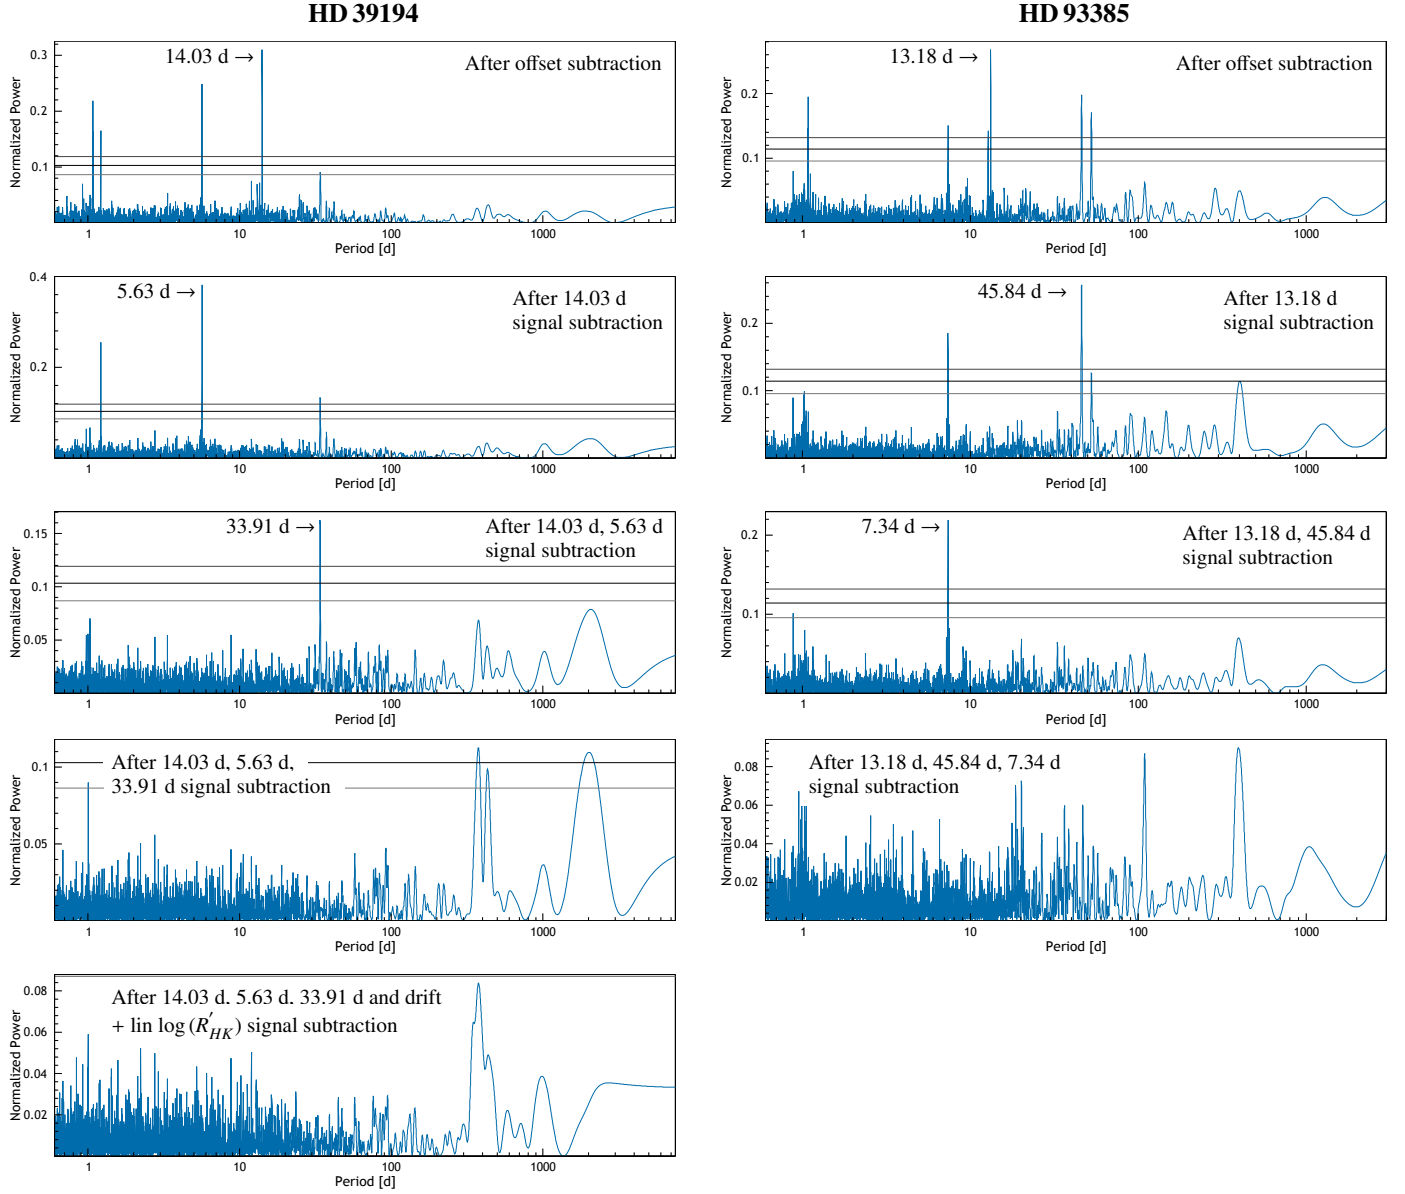 HD 39194
HD 93385
0.3
0.2
0.1
Normalized Power
14.03 d →
After offset subtraction
1
10
100
1000
Period [d]
0.2
0.1
Normalized Power
13.18 d →
After offset subtraction
1
10
100
1000
Period [d]
0.4
0.2
Normalized Power
5.63 d →
After 14.03 d
signal subtraction
1
10
100
1000
Period [d]
0.2
0.1
Normalized Power
45.84 d →
After 13.18 d
signal subtraction
1
10
100
1000
Period [d]
0.15
0.1
0.05
Normalized Power
33.91 d →
After 14.03 d, 5.63 d
signal subtraction
1
10
100
1000
Period [d]
0.2
0.1
Normalized Power
7.34 d →
After 13.18 d, 45.84 d
signal subtraction
1
10
100
1000
Period [d]
0.1
0.05
Normalized Power
After 14.03 d, 5.63 d,
33.91 d signal subtraction
1
10
100
1000
Period [d]
0.08
0.06
0.04
0.02
Normalized Power
After 13.18 d, 45.84 d, 7.34 d
signal subtraction
1
10
100
1000
Period [d]
0.08
0.06
0.04
0.02
Normalized Power
After 14.03 d, 5.63 d, 33.91 d and drift
+ lin log (R'HK) signal subtraction
1
10
100
1000
Period [d]